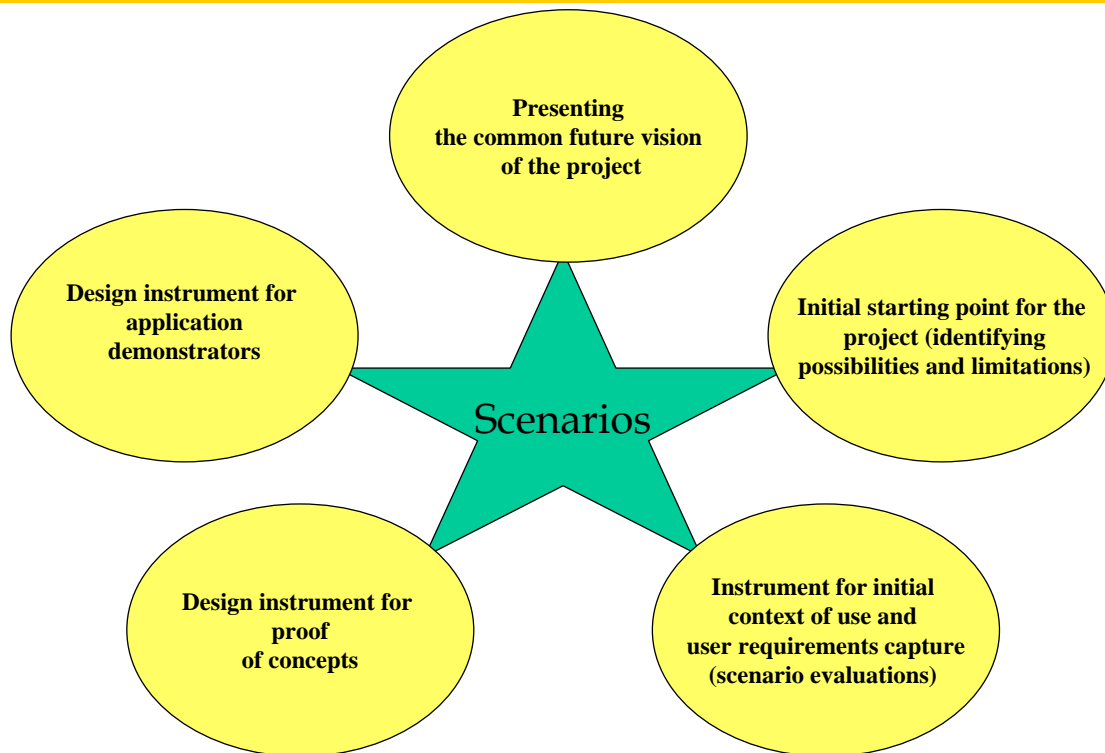 Presenting
the common future vision
of the project
Design instrument for
application
demonstrators
Initial starting point for the
project (identifying
possibilities and limitations)
Scenarios
Design instrument for
proof
of concepts
Instrument for initial
context of use and
user requirements capture
(scenario evaluations)